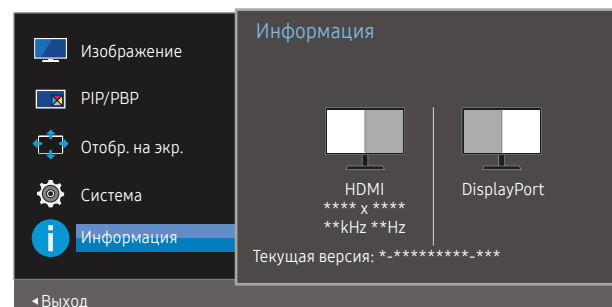 Изображение
PIP/PBP
Отобр. на экр.
Система
Информация
Информация
HDMI
**** x ****
**kHz **Hz
DisplayPort
Текущая версия: *-*********-***
Выход